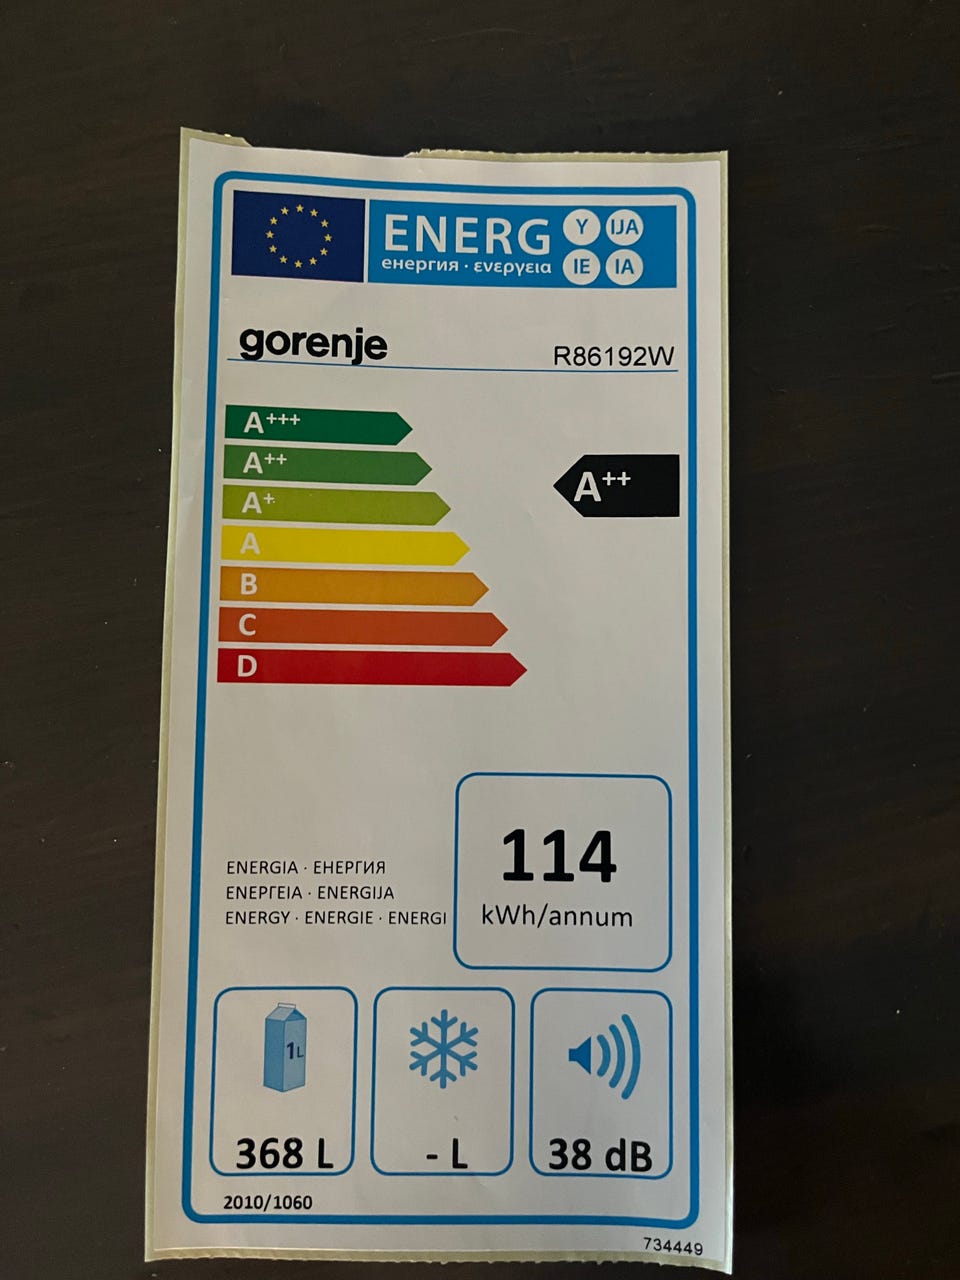 ENERG Y IJA
енергия · ενεργεια IE IA
gorenje R86192W
A+++
A++
A++
A+
A
B
C
D
114
kWh/annum
ENERGIA · ЕНЕРГИЯ
ΕΝΕΡΓΕΙΑ · ENERGIJA
ENERGY · ENERGIE · ENERGI
1L
368 L - L 38 dB
2010/1060
734449